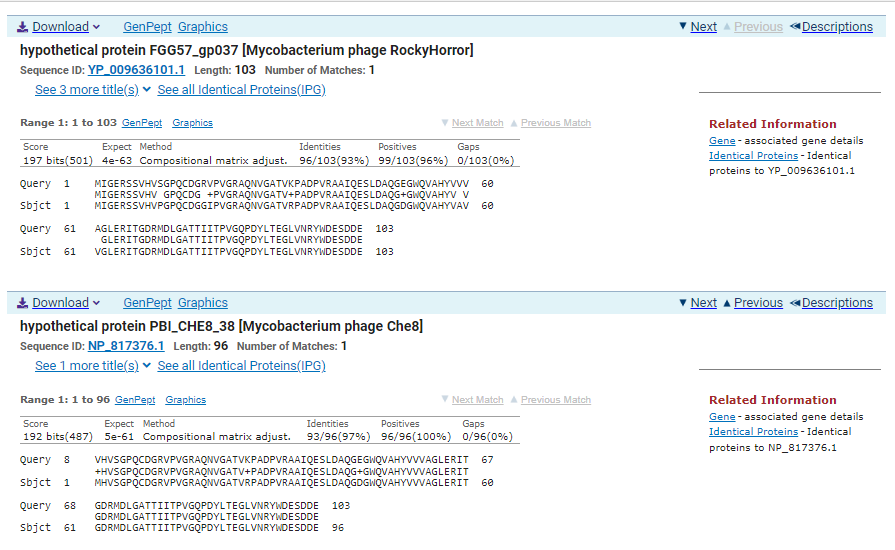 Download GenPept Graphics Next Previous Descriptions
hypothetical protein FGG57_gp037 [Mycobacterium phage RockyHorror]
Sequence ID: YP_009636101.1 Length: 103 Number of Matches: 1
See 3 more title(s) See all Identical Proteins(IPG)
Range 1: 1 to 103 GenPept Graphics Next Match Previous Match
Score Expect Method Identities Positives Gaps
197 bits(501) 4e-63 Compositional matrix adjust. 96/103(93%) 99/103(96%) 0/103(0%)
Query 1 MIGERSSVHVSGPQCDGRVPVGRAQNVGATVKPADPVRAAIQESLDAQGEGWQVAHYVVV 60
MIGERSSVHV GPQCDG +PVGRAQNVGATV+PADPVRAAIQESLDAQG+GWQVAHYV V
Sbjct 1 MIGERSSVHVPGPQCDGGIPVGRAQNVGATVRPADPVRAAIQESLDAQGDGWQVAHYVAV 60
Query 61 AGLERITGDRMDLGATTIITPVGQPDYLTEGLVNRYWDESDDE 103
GLERITGDRMDLGATTIITPVGQPDYLTEGLVNRYWDESDDE
Sbjct 61 VGLERITGDRMDLGATTIITPVGQPDYLTEGLVNRYWDESDDE 103
Related Information
Gene - associated gene details
Identical Proteins - Identical
proteins to YP_009636101.1
Download GenPept Graphics Next Previous Descriptions
hypothetical protein PBI_CHE8_38 [Mycobacterium phage Che8]
Sequence ID: NP_817376.1 Length: 96 Number of Matches: 1
See 1 more title(s) See all Identical Proteins(IPG)
Range 1: 1 to 96 GenPept Graphics Next Match Previous Match
Score Expect Method Identities Positives Gaps
192 bits(487) 5e-61 Compositional matrix adjust. 93/96(97%) 96/96(100%) 0/96(0%)
Query 8 VHVSGPQCDGRVPVGRAQNVGATVKPADPVRAAIQESLDAQGEGWQVAHYVVVAGLERIT 67
+HVSGPQCDGRVPVGRAQNVGATV+PADPVRAAIQESLDAQG+GWQVAHYVVVAGLERIT
Sbjct 1 MHVSGPQCDGRVPVGRAQNVGATVRPADPVRAAIQESLDAQGDGWQVAHYVVVAGLERIT 60
Query 68 GDRMDLGATTIITPVGQPDYLTEGLVNRYWDESDDE 103
GDRMDLGATTIITPVGQPDYLTEGLVNRYWDESDDE
Sbjct 61 GDRMDLGATTIITPVGQPDYLTEGLVNRYWDESDDE 96
Related Information
Gene - associated gene details
Identical Proteins - Identical
proteins to NP_817376.1